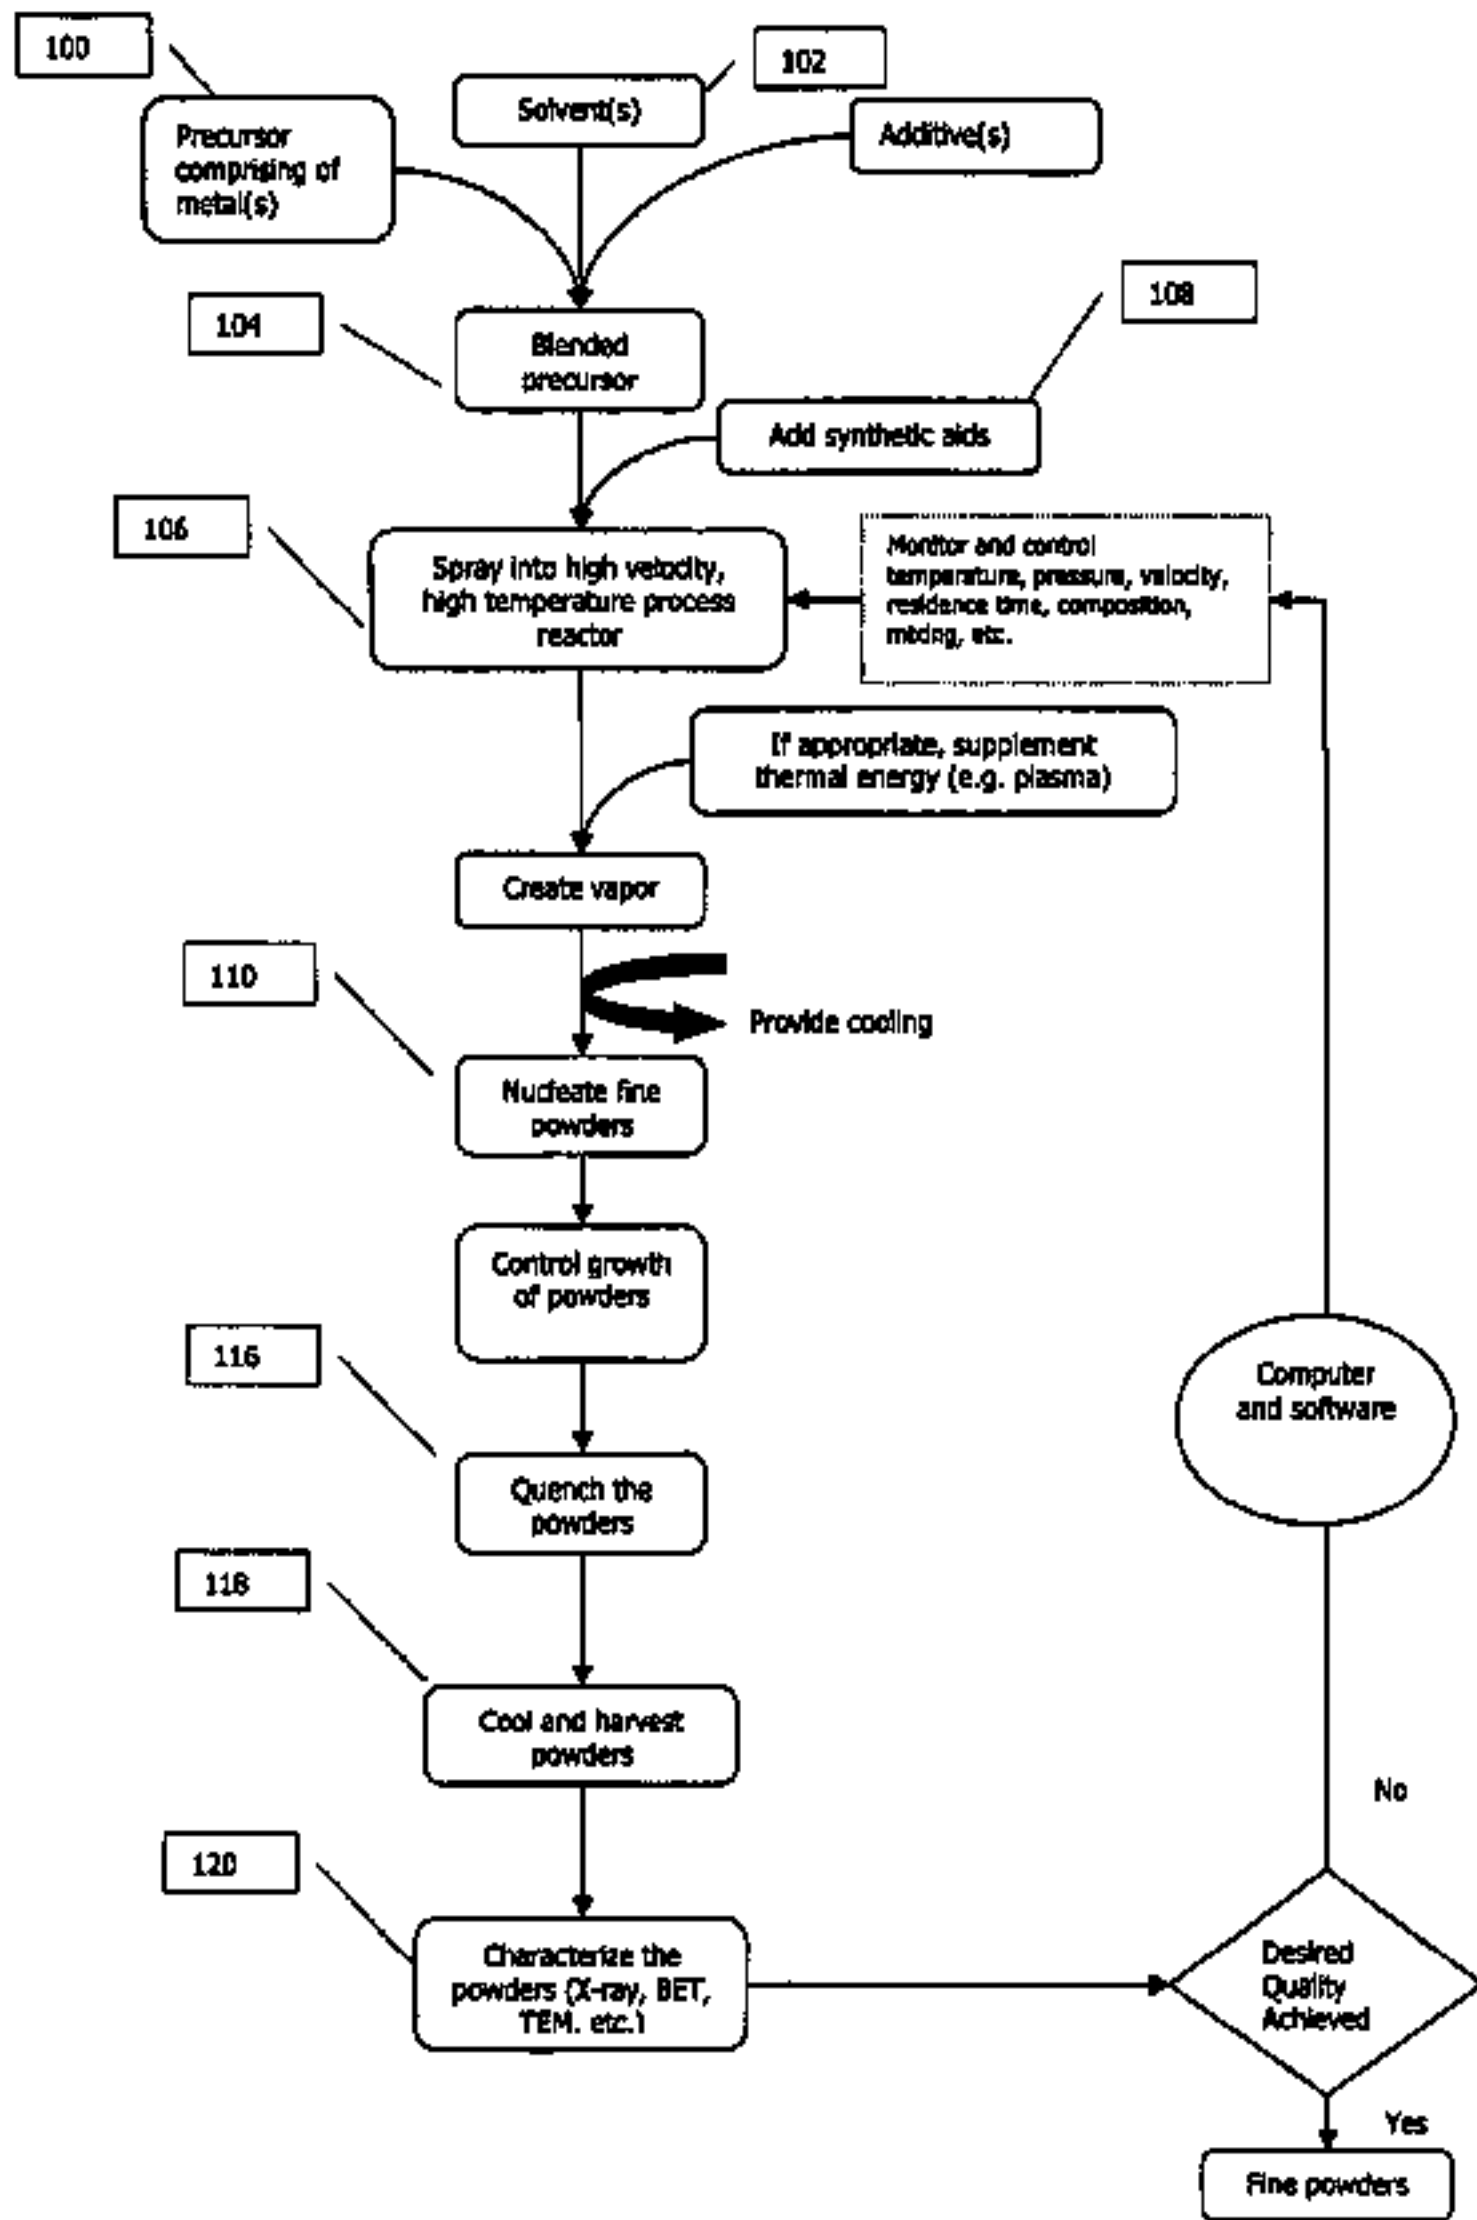 100
102
Solvent(s)
Additive(s)
Precursor
comprising of
metal(s)
108
104
Blended
precursor
Add synthetic aids
106
Spray into high velocity,
high temperature process
reactor
Monitor and control
temperature, pressure, velocity,
residence time, composition,
mixing, etc.
If appropriate, supplement
thermal energy (e.g. plasma)
Create vapor
110
Provide cooling
Nucleate fine
powders
Control growth
of powders
116
Computer
and software
Quench the
powders
118
Cool and harvest
powders
No
120
Characterize the
powders (X-ray, BET,
TEM. etc.)
Desired
Quality
Achieved
Yes
Fine powders